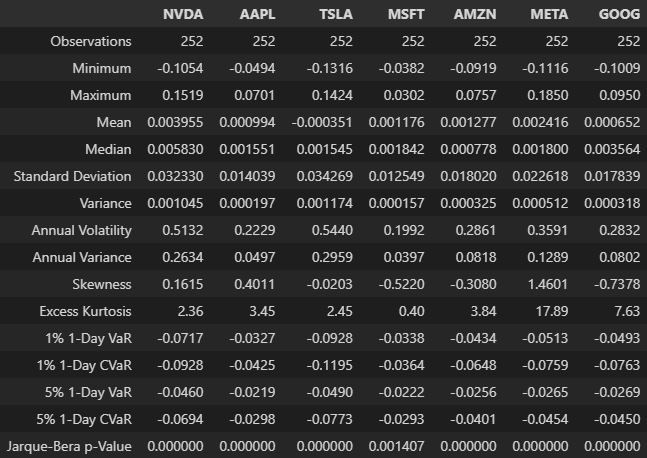 NVDA AAPL TSLA MSFT AMZN META GOOG
Observations 252 252 252 252 252 252 252
Minimum -0.1054 -0.0494 -0.1316 -0.0382 -0.0919 -0.1116 -0.1009
Maximum 0.1519 0.0701 0.1424 0.0302 0.0757 0.1850 0.0950
Mean 0.003955 0.000994 -0.000351 0.001176 0.001277 0.002416 0.000652
Median 0.005830 0.001551 0.001545 0.001842 0.000778 0.001800 0.003564
Standard Deviation 0.032330 0.014039 0.034269 0.012549 0.018020 0.022618 0.017839
Variance 0.001045 0.000197 0.001174 0.000157 0.000325 0.000512 0.000318
Annual Volatility 0.5132 0.2229 0.5440 0.1992 0.2861 0.3591 0.2832
Annual Variance 0.2634 0.0497 0.2959 0.0397 0.0818 0.1289 0.0802
Skewness 0.1615 0.4011 -0.0203 -0.5220 -0.3080 1.4601 -0.7378
Excess Kurtosis 2.36 3.45 2.45 0.40 3.84 17.89 7.63
1% 1-Day VaR -0.0717 -0.0327 -0.0928 -0.0338 -0.0434 -0.0513 -0.0493
1% 1-Day CVaR -0.0928 -0.0425 -0.1195 -0.0364 -0.0648 -0.0759 -0.0763
5% 1-Day VaR -0.0460 -0.0219 -0.0490 -0.0222 -0.0256 -0.0265 -0.0269
5% 1-Day CVaR -0.0694 -0.0298 -0.0773 -0.0293 -0.0401 -0.0454 -0.0450
Jarque-Bera p-Value 0.000000 0.000000 0.000000 0.001407 0.000000 0.000000 0.000000